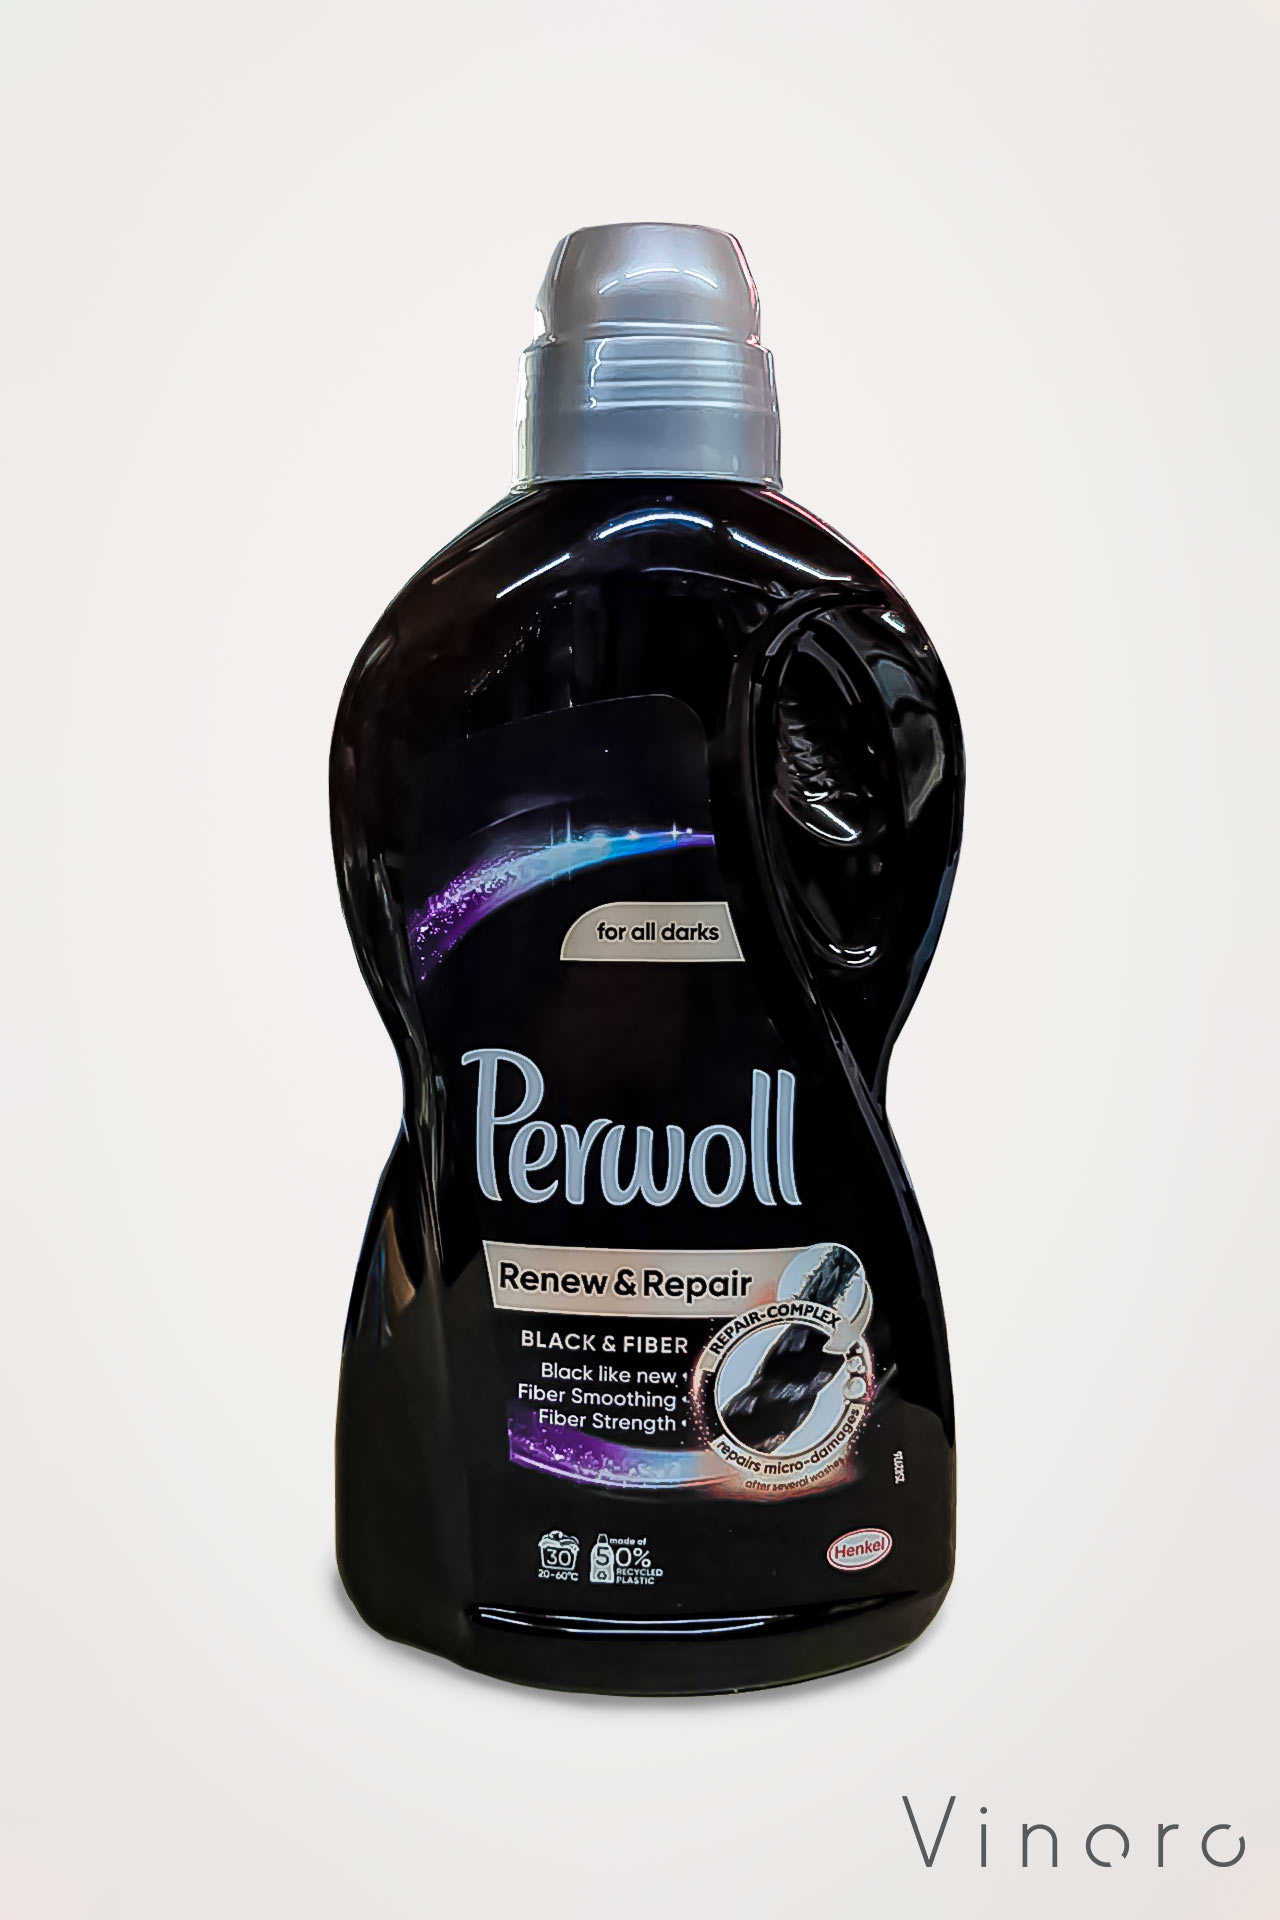 for all darks
Perwoll
Renew & Repair
REPAIR-COMPLEX
BLACK & FIBER
Black like new
Fiber Smoothing
Fiber Strength
repairs micro-damages
after several washes
30
20-60°C
made of
50%
RECYCLED
PLASTIC
Henkel
Vinoro